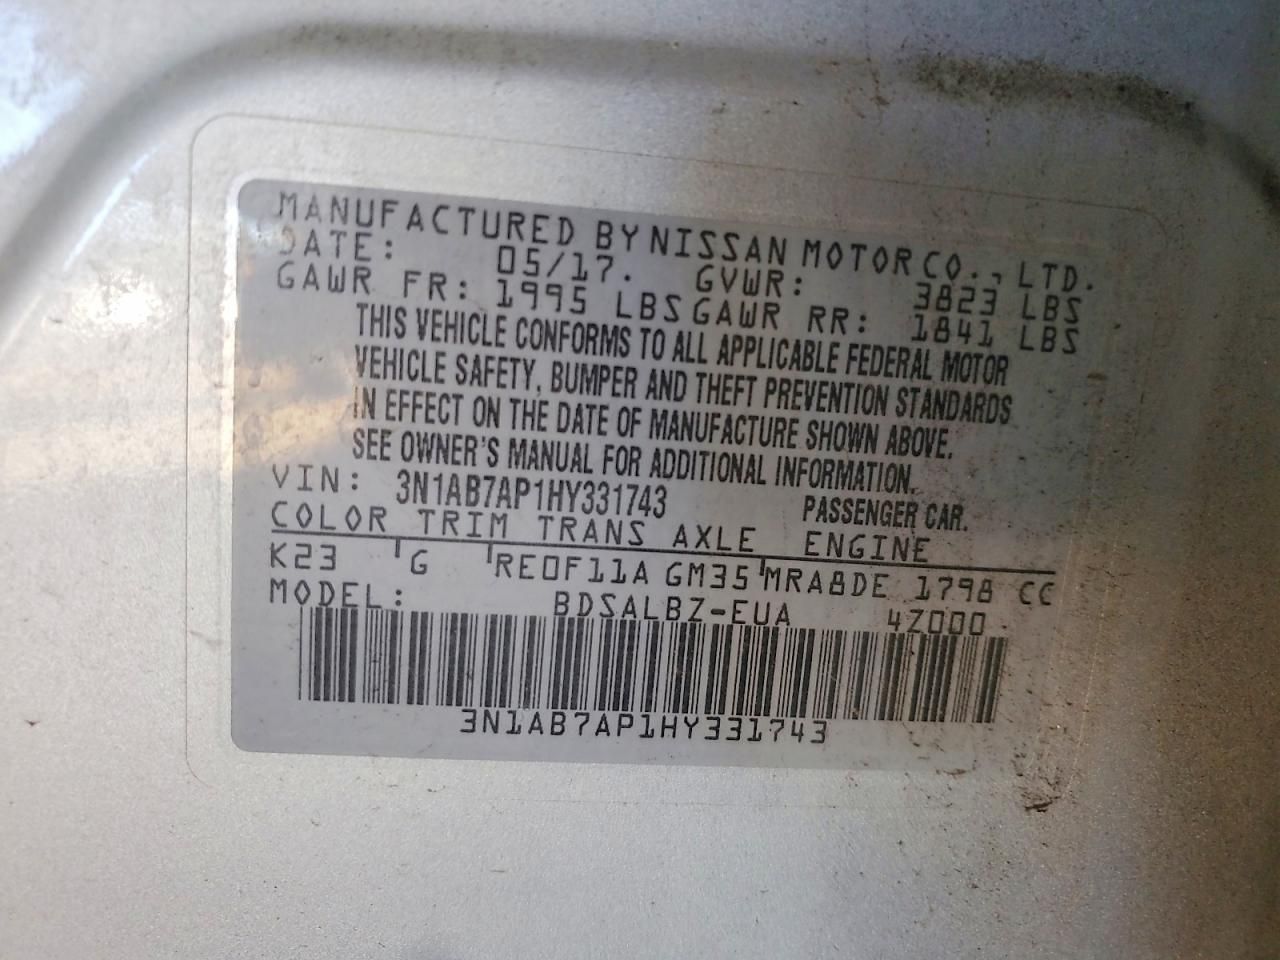 MANUFACTURED BY NISSAN MOTOR CO., LTD.
DATE: 05/17. GVWR: 3823 LBS
GAWR FR: 1995 LBS GAWR RR: 1841 LBS
THIS VEHICLE CONFORMS TO ALL APPLICABLE FEDERAL MOTOR
VEHICLE SAFETY, BUMPER AND THEFT PREVENTION STANDARDS
IN EFFECT ON THE DATE OF MANUFACTURE SHOWN ABOVE.
SEE OWNER'S MANUAL FOR ADDITIONAL INFORMATION.
VIN: 3N1AB7AP1HY331743 PASSENGER CAR.
COLOR TRIM TRANS AXLE ENGINE
K23 G RE0F11A GM35 MRA8DE 1798 CC
MODEL: BDSALBZ-EUA 4Z000
3N1AB7AP1HY331743